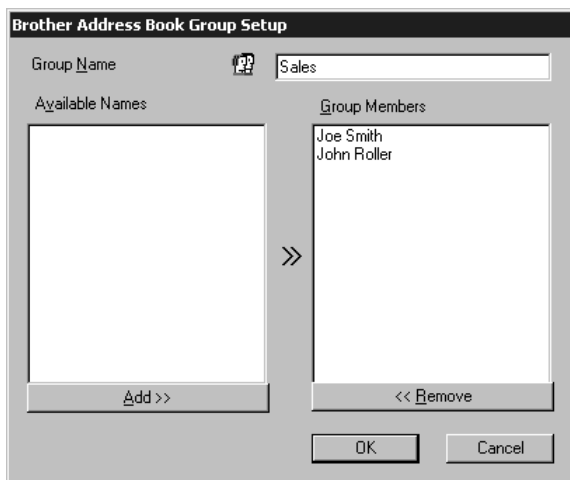 Brother Address Book Group Setup
Group Name
Sales
Available Names
Group Members
Joe Smith
John Roller
»
Add >>
<< Remove
OK
Cancel